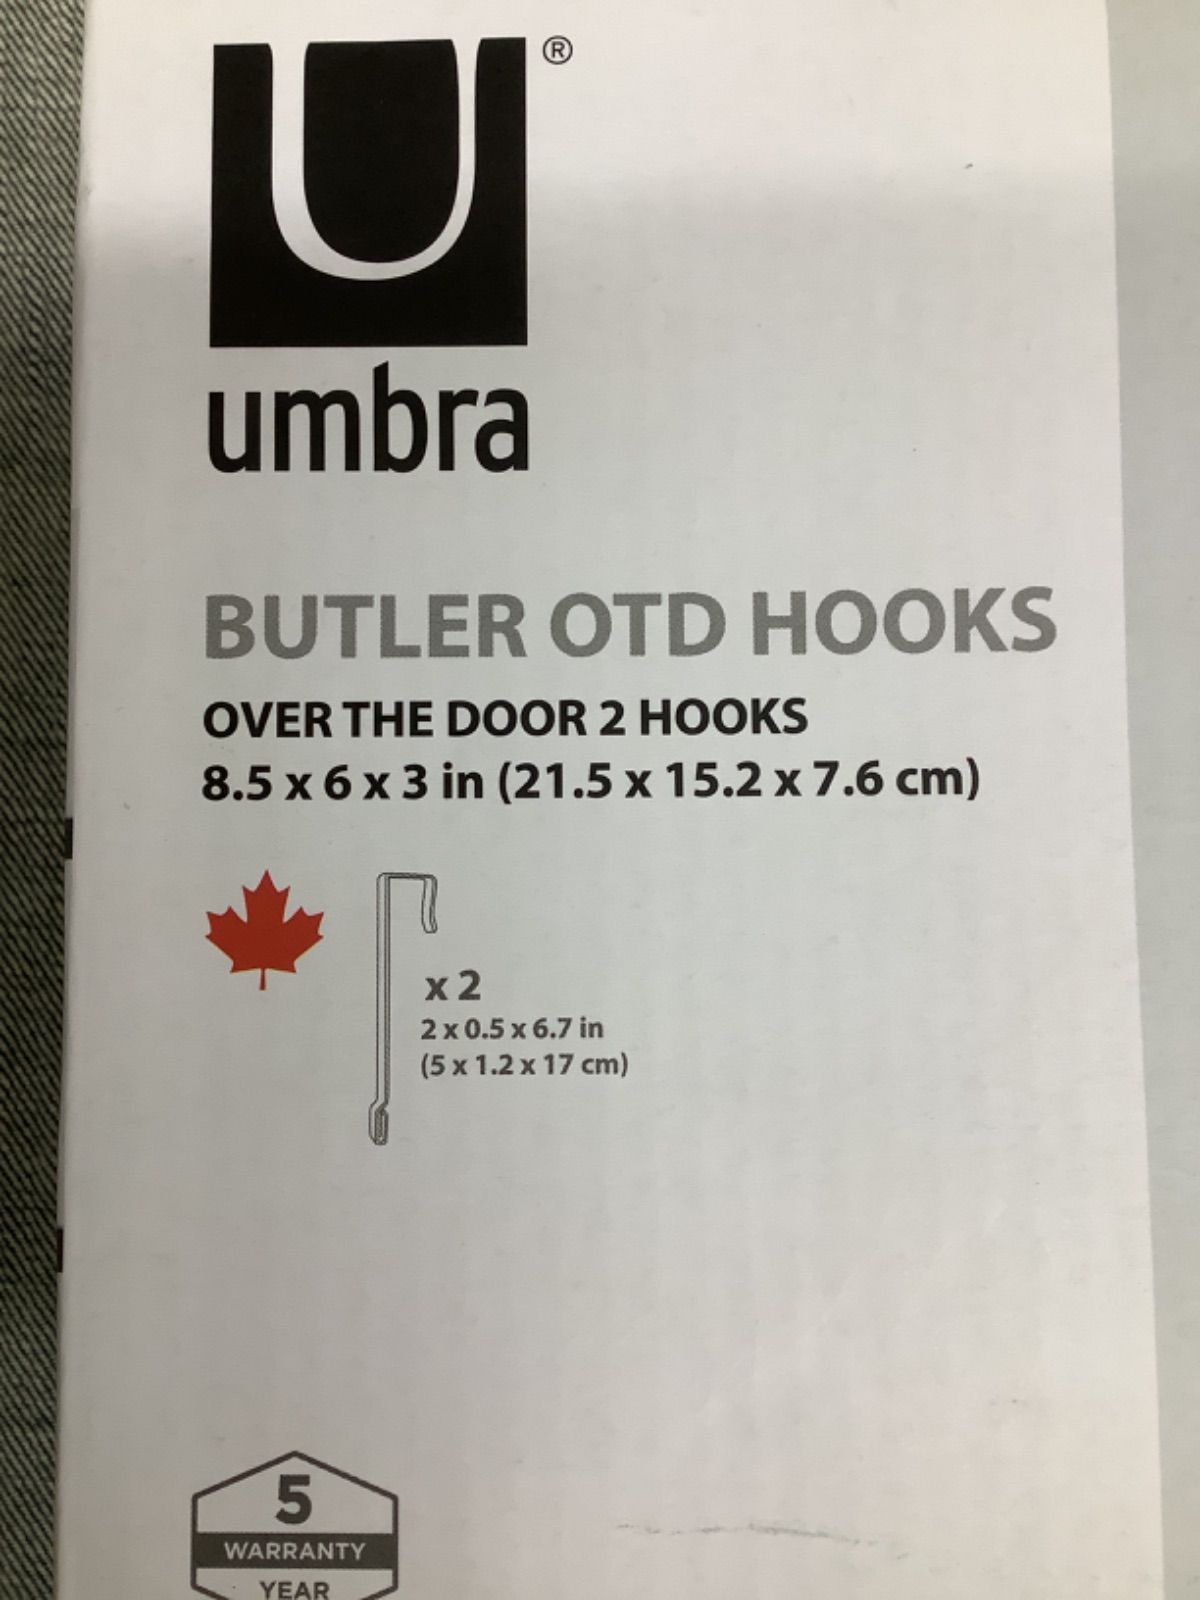 U®
umbra
BUTLER OTD HOOKS
OVER THE DOOR 2 HOOKS
8.5 x 6 x 3 in (21.5 x 15.2 x 7.6 cm)
x 2
2 x 0.5 x 6.7 in
(5 x 1.2 x 17 cm)
5
WARRANTY
YEAR